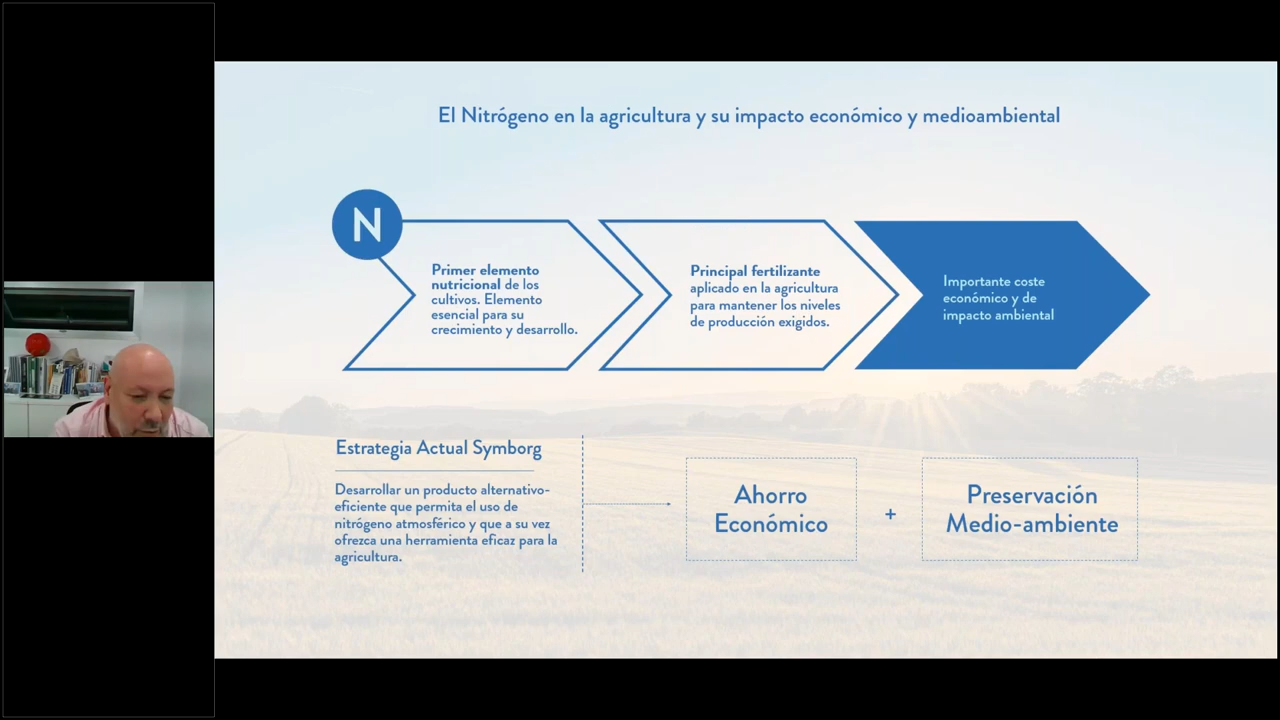 El Nitrógeno en la agricultura y su impacto económico y medioambiental
N
Primer elemento
nutricional de los
cultivos. Elemento
esencial para su
crecimiento y desarrollo.
Principal fertilizante
aplicado en la agricultura
para mantener los niveles
de producción exigidos.
Importante coste
económico y de
impacto ambiental
Estrategia Actual Symborg
Desarrollar un producto alternativo-
eficiente que permita el uso de
nitrógeno atmosférico y que a su vez
ofrezca una herramienta eficaz para la
agricultura.
Ahorro
Económico
+
Preservación
Medio-ambiente